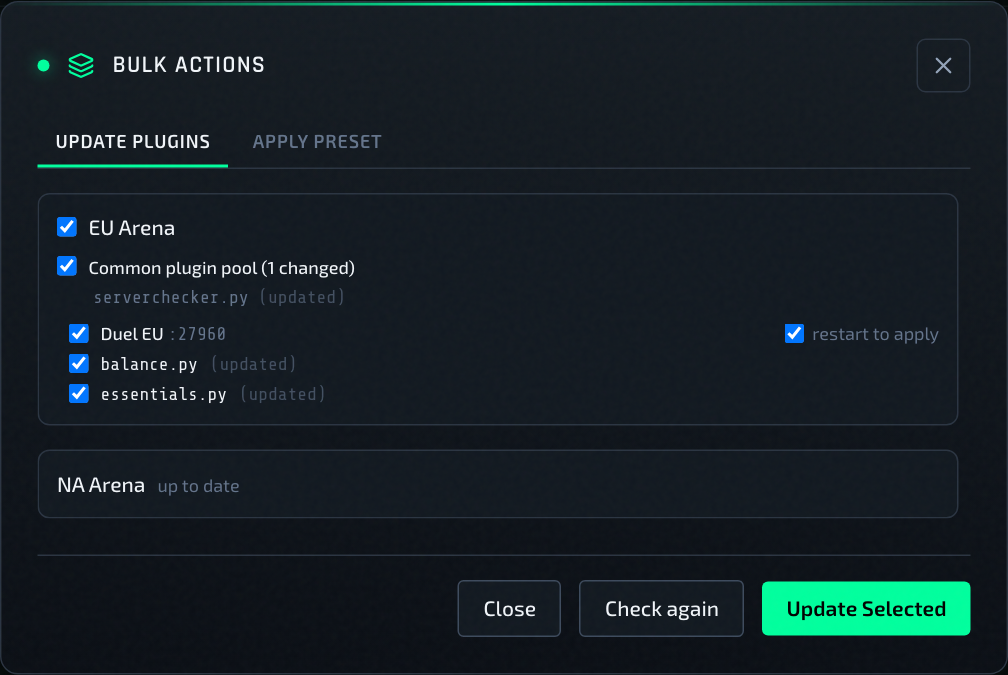 BULK ACTIONS
UPDATE PLUGINS APPLY PRESET
EU Arena
Common plugin pool (1 changed)
serverchecker.py (updated)
Duel EU :27960 restart to apply
balance.py (updated)
essentials.py (updated)
NA Arena up to date
Close Check again Update Selected